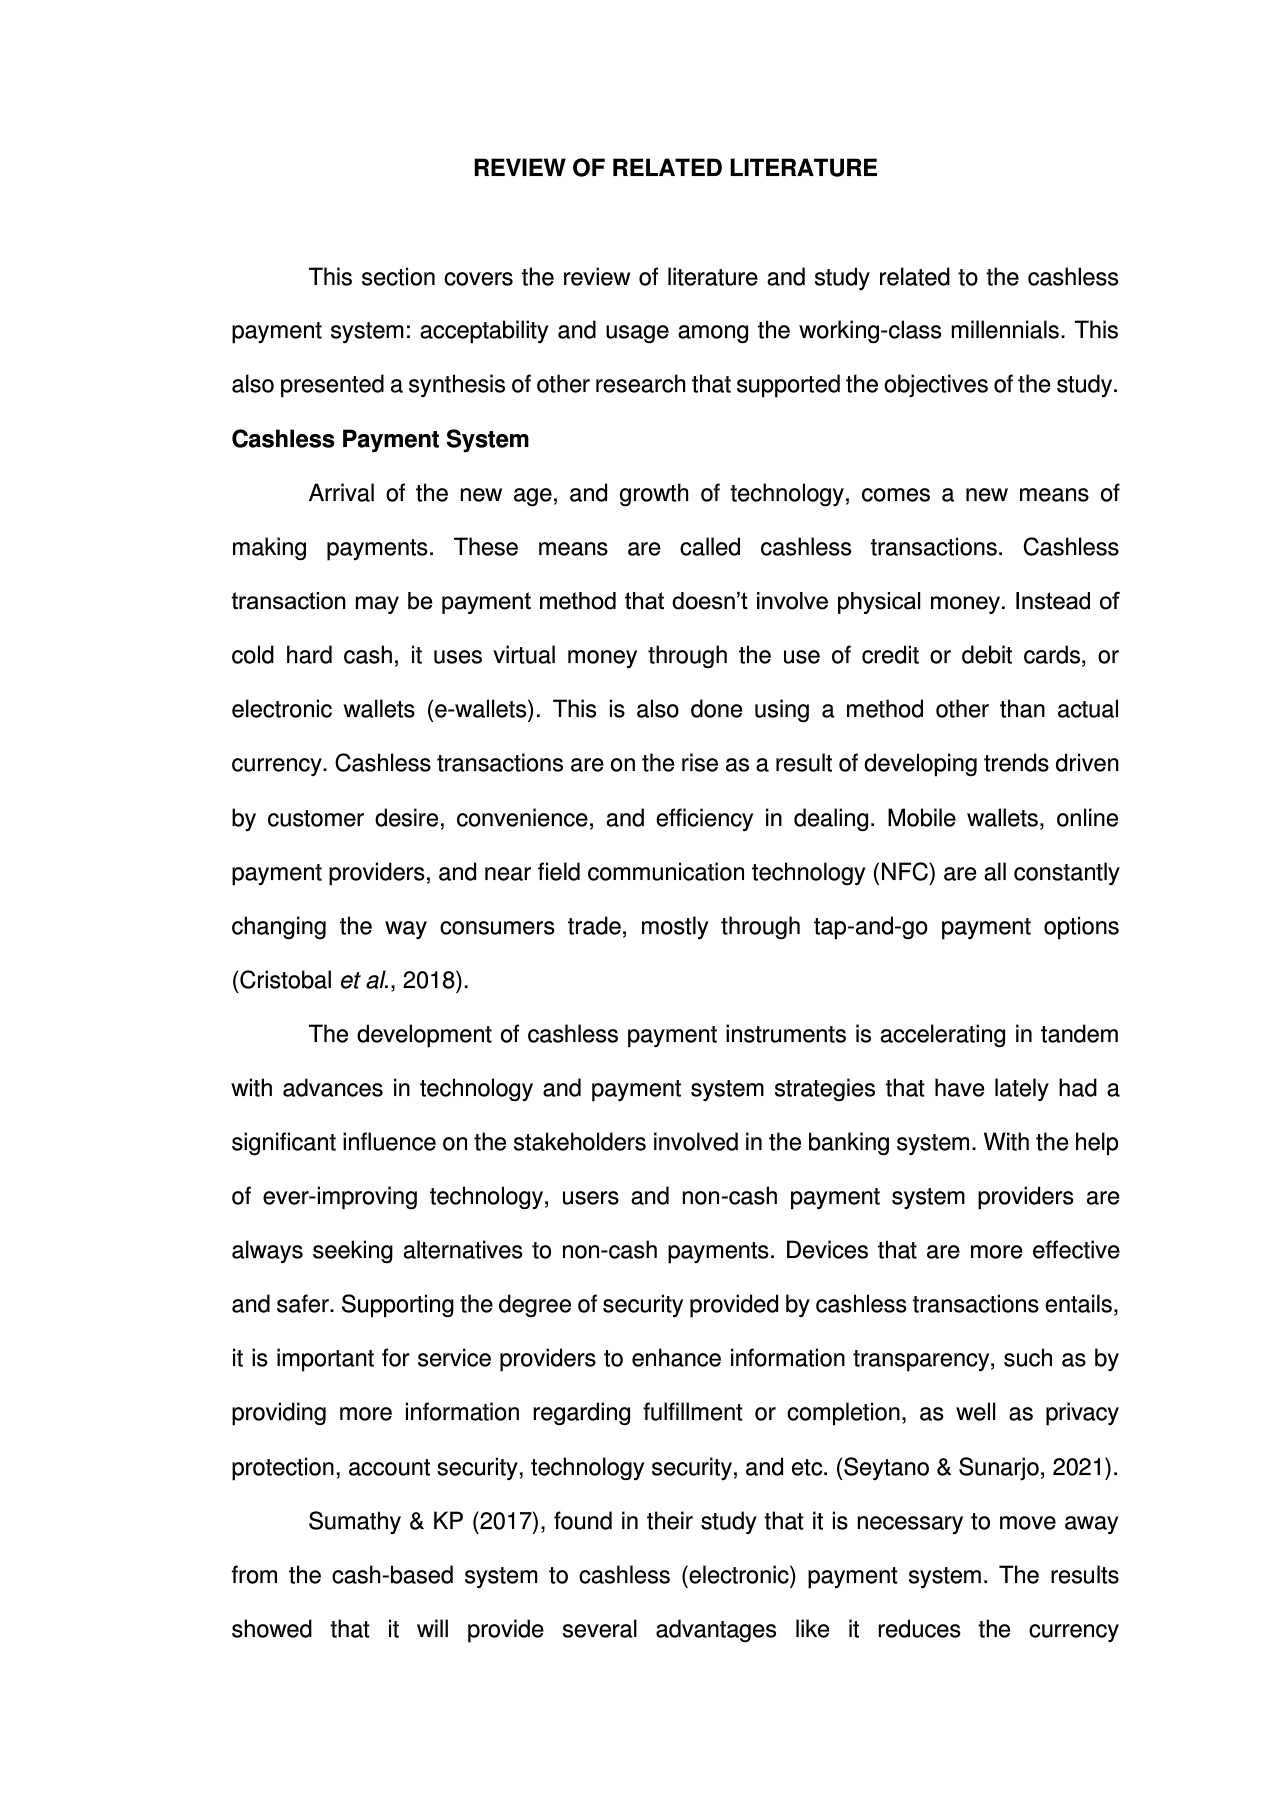 REVIEW OF RELATED LITERATURE
This section covers the review of literature and study related to the cashless
payment system: acceptability and usage among the working-class millennials. This
also presented a synthesis of other research that supported the objectives of the study.
Cashless Payment System
Arrival of the new age, and growth of technology, comes a new means of
making payments. These means are called cashless transactions. Cashless
transaction may be payment method that doesn’t involve physical money. Instead of
cold hard cash, it uses virtual money through the use of credit or debit cards, or
electronic wallets (e-wallets). This is also done using a method other than actual
currency. Cashless transactions are on the rise as a result of developing trends driven
by customer desire, convenience, and efficiency in dealing. Mobile wallets, online
payment providers, and near field communication technology (NFC) are all constantly
changing the way consumers trade, mostly through tap-and-go payment options
(Cristobal et al., 2018).
The development of cashless payment instruments is accelerating in tandem
with advances in technology and payment system strategies that have lately had a
significant influence on the stakeholders involved in the banking system. With the help
of ever-improving technology, users and non-cash payment system providers are
always seeking alternatives to non-cash payments. Devices that are more effective
and safer. Supporting the degree of security provided by cashless transactions entails,
it is important for service providers to enhance information transparency, such as by
providing more information regarding fulfillment or completion, as well as privacy
protection, account security, technology security, and etc. (Seytano & Sunarjo, 2021).
Sumathy & KP (2017), found in their study that it is necessary to move away
from the cash-based system to cashless (electronic) payment system. The results
showed that it will provide several advantages like it reduces the currency